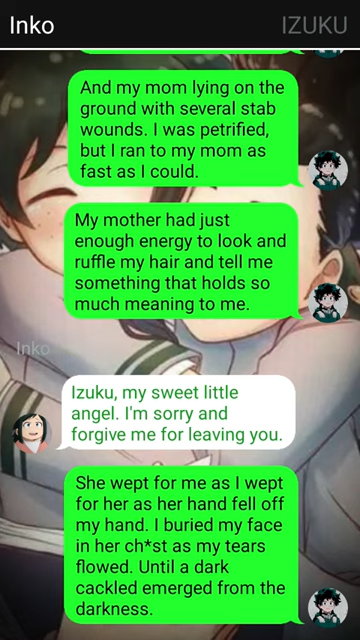 Inko
IZUKU
And my mom lying on the
ground with several stab
wounds. I was petrified,
but I ran to my mom as
fast as I could.
My mother had just
enough energy to look and
ruffle my hair and tell me
something that holds so
much meaning to me.
Inko
Izuku, my sweet little
angel. I'm sorry and
forgive me for leaving you.
She wept for me as I wept
for her as her hand fell off
my hand. I buried my face
in her ch*st as my tears
flowed. Until a dark
cackled emerged from the
darkness.